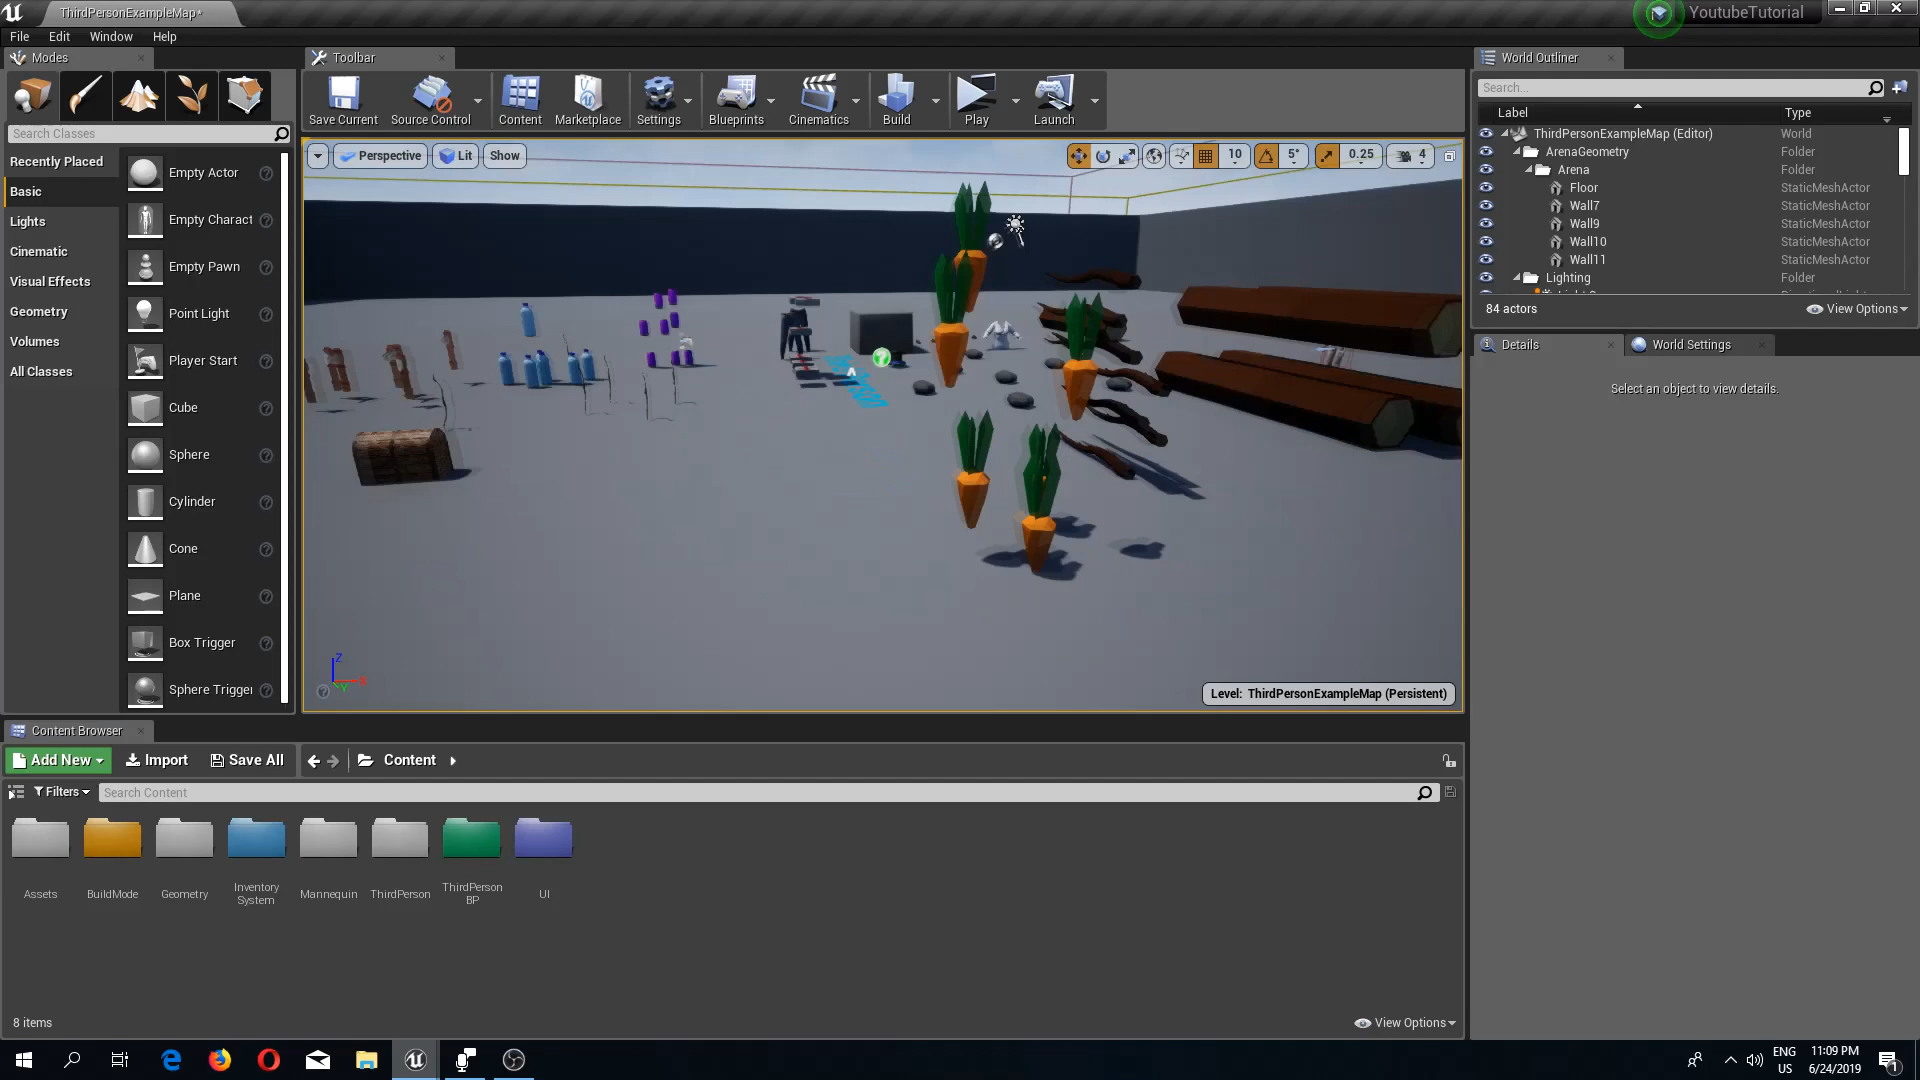 ThirdPersonExampleMap*
YoutubeTutorial
File Edit Window Help
Modes
Toolbar
World Outliner
Search Classes
Save Current Source Control Content Marketplace Settings Blueprints Cinematics Build Play Launch
Search...
Label Type
Recently Placed
Basic
Lights
Cinematic
Visual Effects
Geometry
Volumes
All Classes
Empty Actor
Empty Charact
Empty Pawn
Point Light
Player Start
Cube
Sphere
Cylinder
Cone
Plane
Box Trigger
Sphere Trigger
Perspective Lit Show
10 5° 0.25 4
Z
X
Y
Level: ThirdPersonExampleMap (Persistent)
ThirdPersonExampleMap (Editor) World
ArenaGeometry Folder
Arena Folder
Floor StaticMeshActor
Wall7 StaticMeshActor
Wall9 StaticMeshActor
Wall10 StaticMeshActor
Wall11 StaticMeshActor
Lighting Folder
84 actors View Options
Details World Settings
Select an object to view details.
Content Browser
Add New Import Save All Content
Filters Search Content
Assets
BuildMode
Geometry
Inventory
System
Mannequin
ThirdPerson
ThirdPerson
BP
UI
8 items View Options
ENG
US
11:09 PM
6/24/2019
1